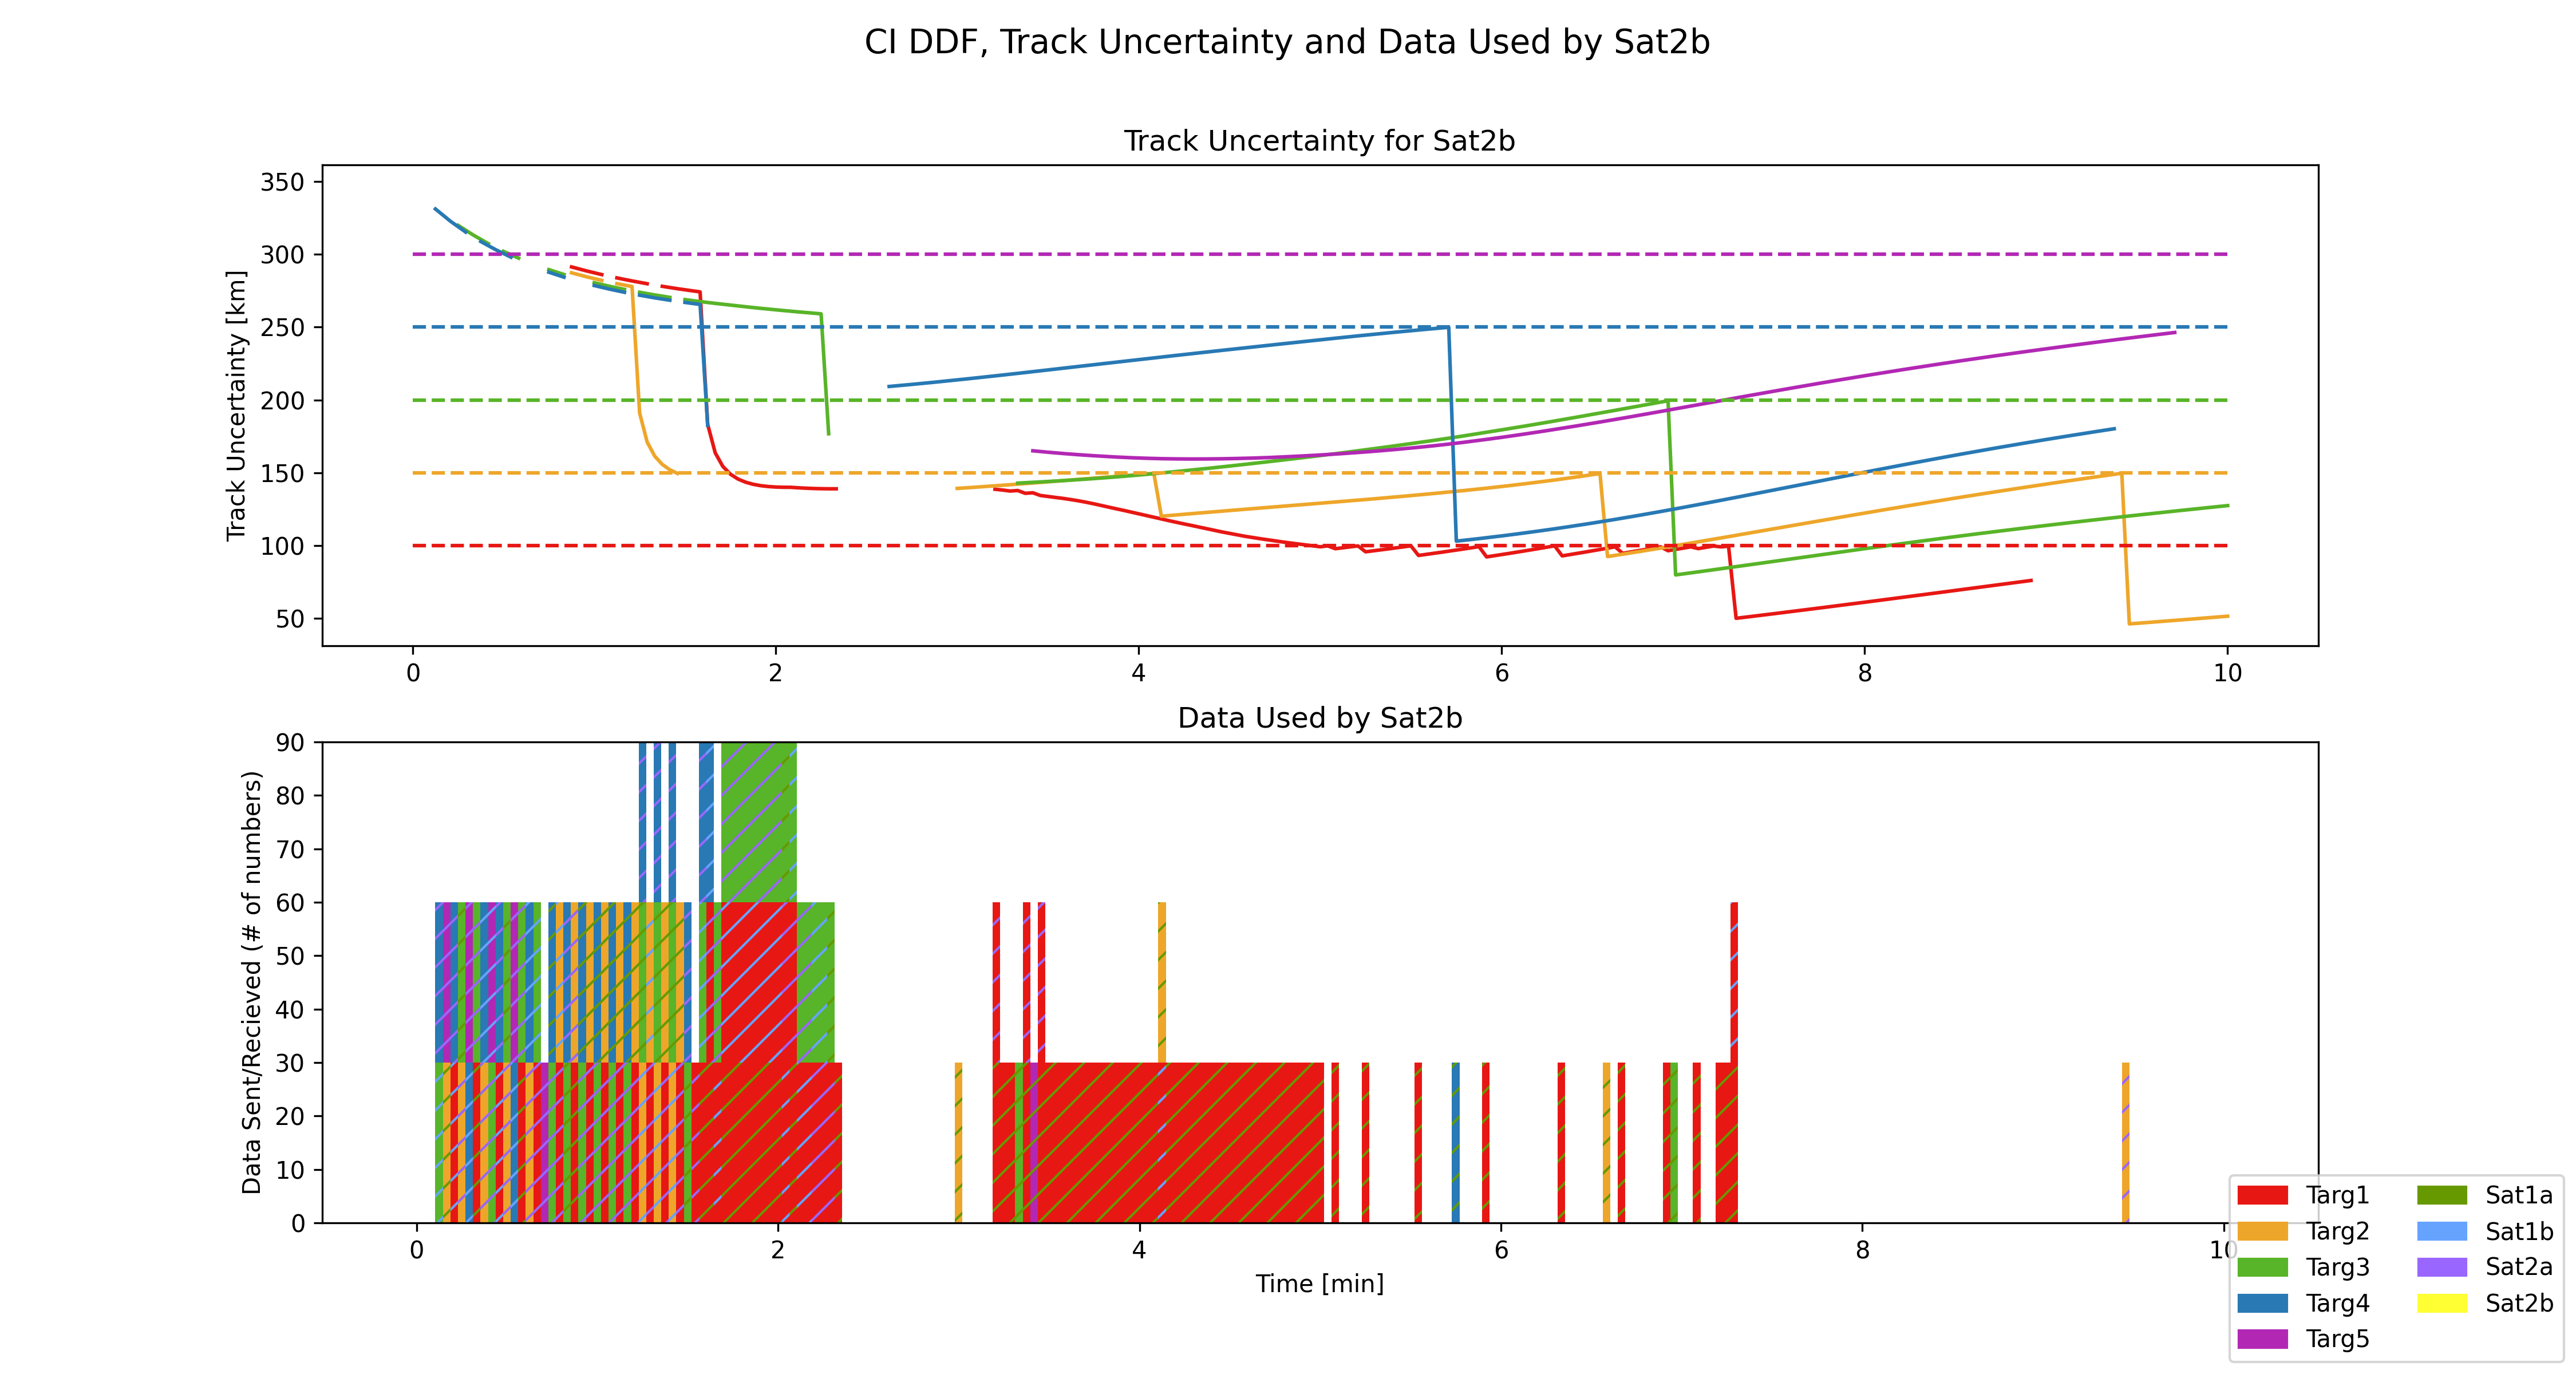 CI DDF, Track Uncertainty and Data Used by Sat2b
Track Uncertainty for Sat2b
Track Uncertainty [km]
350
300
250
200
150
100
50
0 2 4 6 8 10
Data Used by Sat2b
Data Sent/Recieved (# of numbers)
90
80
70
60
50
40
30
20
10
0
0 2 4 6 8 10
Time [min]
Targ1 Sat1a
Targ2 Sat1b
Targ3 Sat2a
Targ4 Sat2b
Targ5